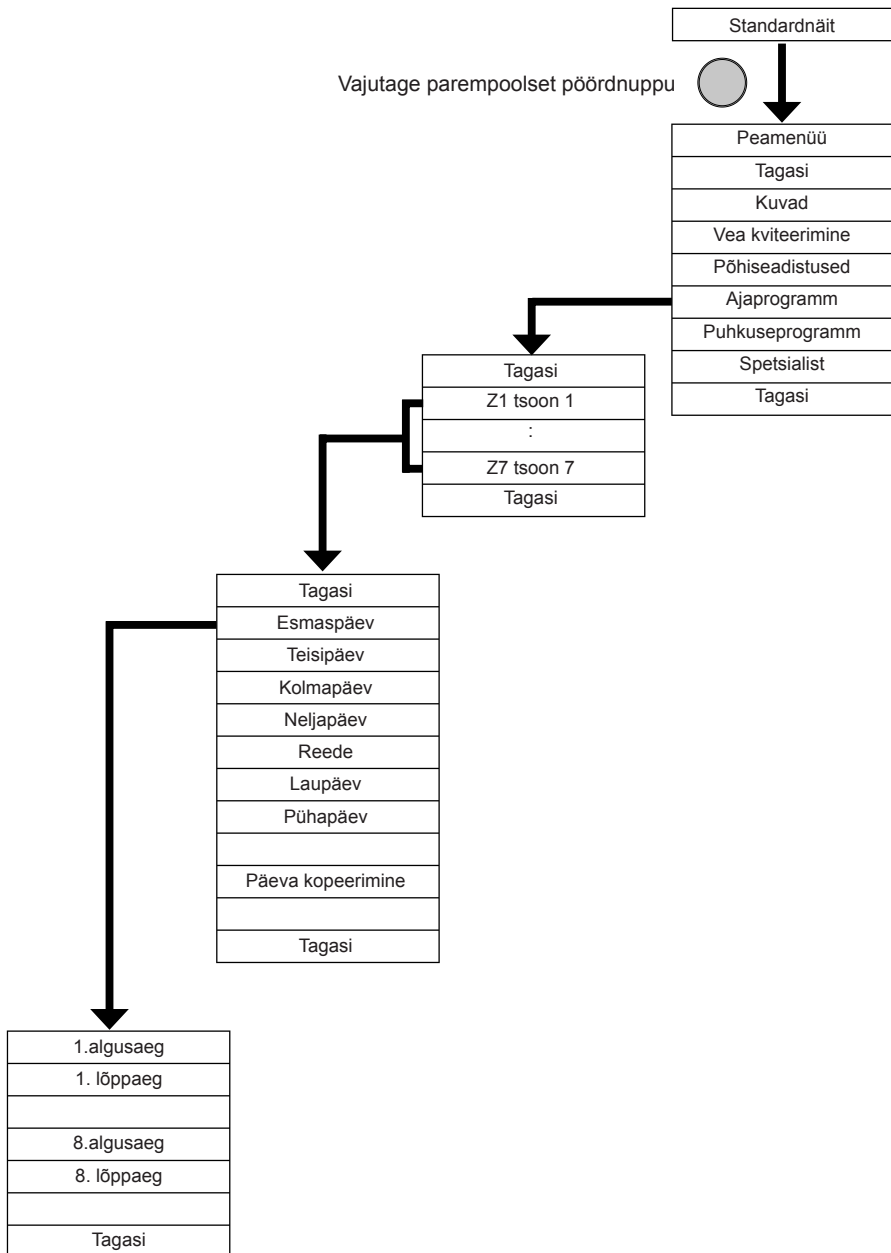 Standardnäit
Vajutage parempoolset pöördnuppu
Peamenüü
Tagasi
Kuvad
Vea kviteerimine
Põhiseadistused
Ajaprogramm
Puhkuseprogramm
Spetsialist
Tagasi
Tagasi
Z1 tsoon 1
:
Z7 tsoon 7
Tagasi
Tagasi
Esmaspäev
Teisipäev
Kolmapäev
Neljapäev
Reede
Laupäev
Pühapäev
Päeva kopeerimine
Tagasi
1.algusaeg
1. lõppaeg
8.algusaeg
8. lõppaeg
Tagasi